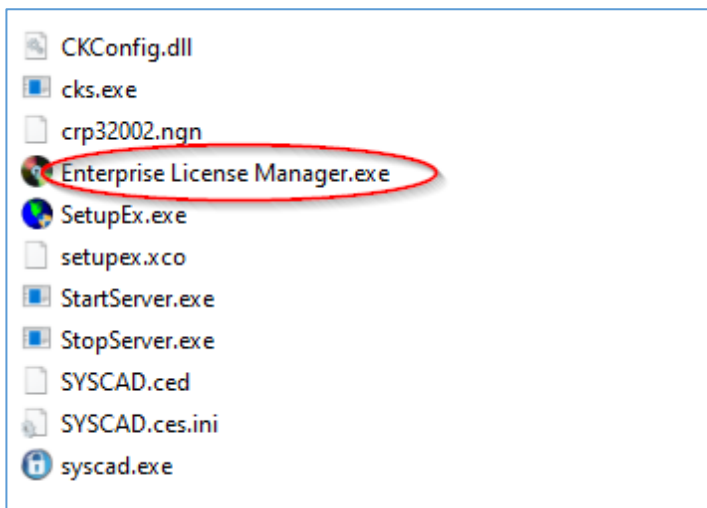 CKConfig.dll
cks.exe
crp32002.ngn
Enterprise License Manager.exe
SetupEx.exe
setupex.xco
StartServer.exe
StopServer.exe
SYSCAD.ced
SYSCAD.ces.ini
syscad.exe